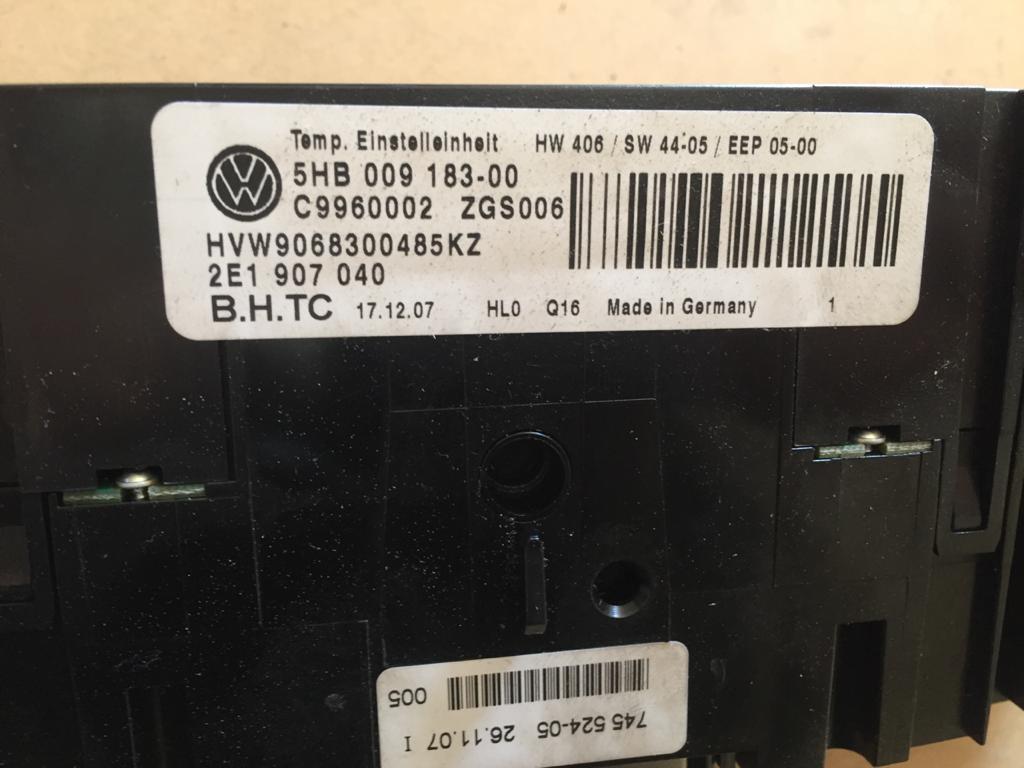 Temp. Einstelleinheit HW 406 / SW 44-05 / EEP 05-00
5HB 009 183-00
C9960002 ZGS006
HVW9068300485KZ
2E1 907 040
B.H.TC 17.12.07 HL0 Q16 Made in Germany 1
745 524-05 26.11.07 I
005